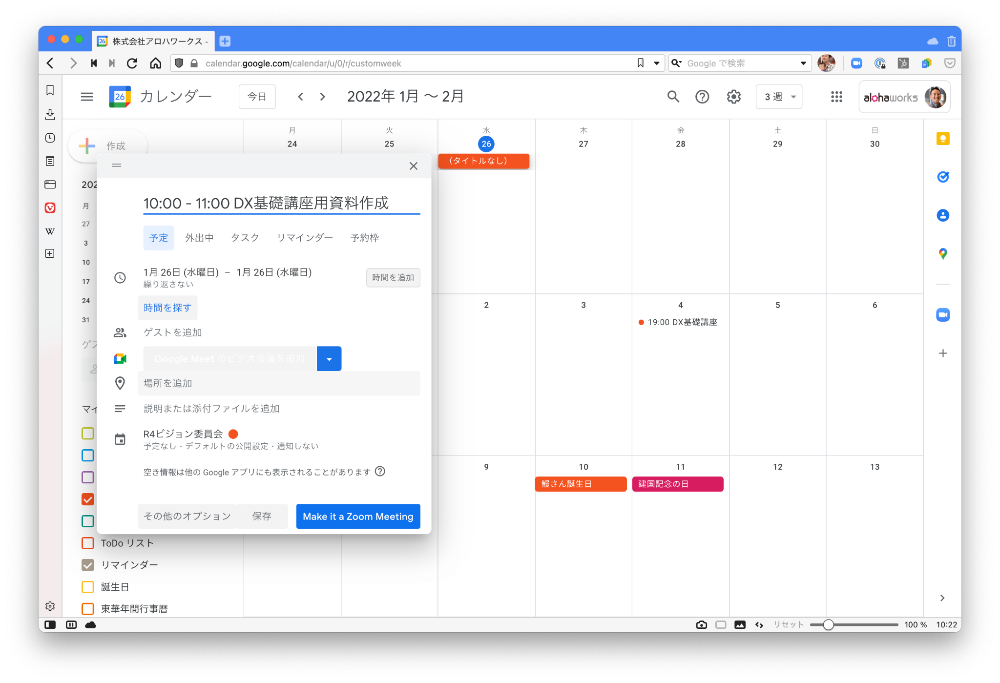 26 株式会社アロハワークス -
calendar.google.com/calendar/u/0/r/customweek
Google で検索
26 カレンダー
今日
2022年 1月 〜 2月
3 週
alohaworks
作成
月 火 水 木 金 土 日
24 25 26 27 28 29 30
（タイトルなし）
202
月
27
3
10
17
24
31
ゲス
マイ
10:00 - 11:00 DX基礎講座用資料作成
予定 外出中 タスク リマインダー 予約枠
1月 26日 (水曜日) – 1月 26日 (水曜日)
時間を追加
繰り返さない
時間を探す
ゲストを追加
Google Meet のビデオ会議を追加
場所を追加
説明または添付ファイルを追加
R4ビジョン委員会
予定なし・デフォルトの公開設定・通知しない
空き情報は他の Google アプリにも表示されることがあります
その他のオプション 保存 Make it a Zoom Meeting
2 3 4 5 6
19:00 DX基礎講座
9 10 11 12 13
鰻さん誕生日 建国記念の日
ToDo リスト
リマインダー
誕生日
東華年間行事暦
リセット 100 % 10:22